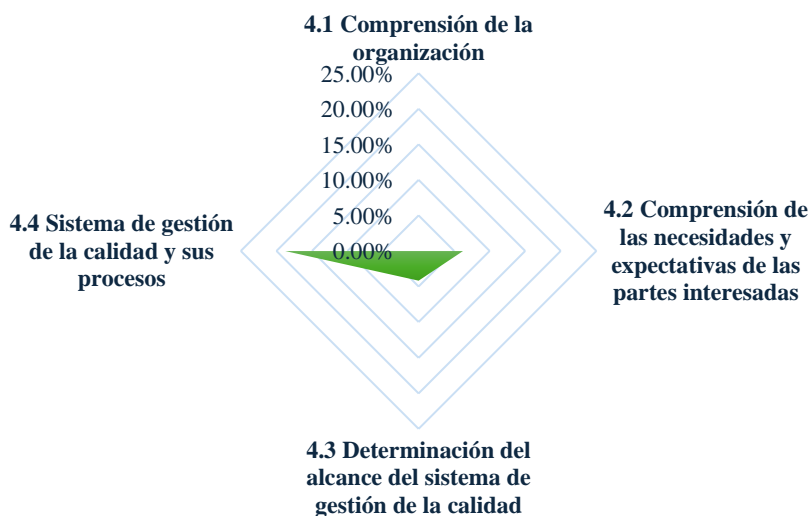 4.1 Comprensión de la
organización
25.00%
20.00%
15.00%
10.00%
5.00%
0.00%
4.2 Comprensión de
las necesidades y
expectativas de las
partes interesadas
4.3 Determinación del
alcance del sistema de
gestión de la calidad
4.4 Sistema de gestión
de la calidad y sus
procesos